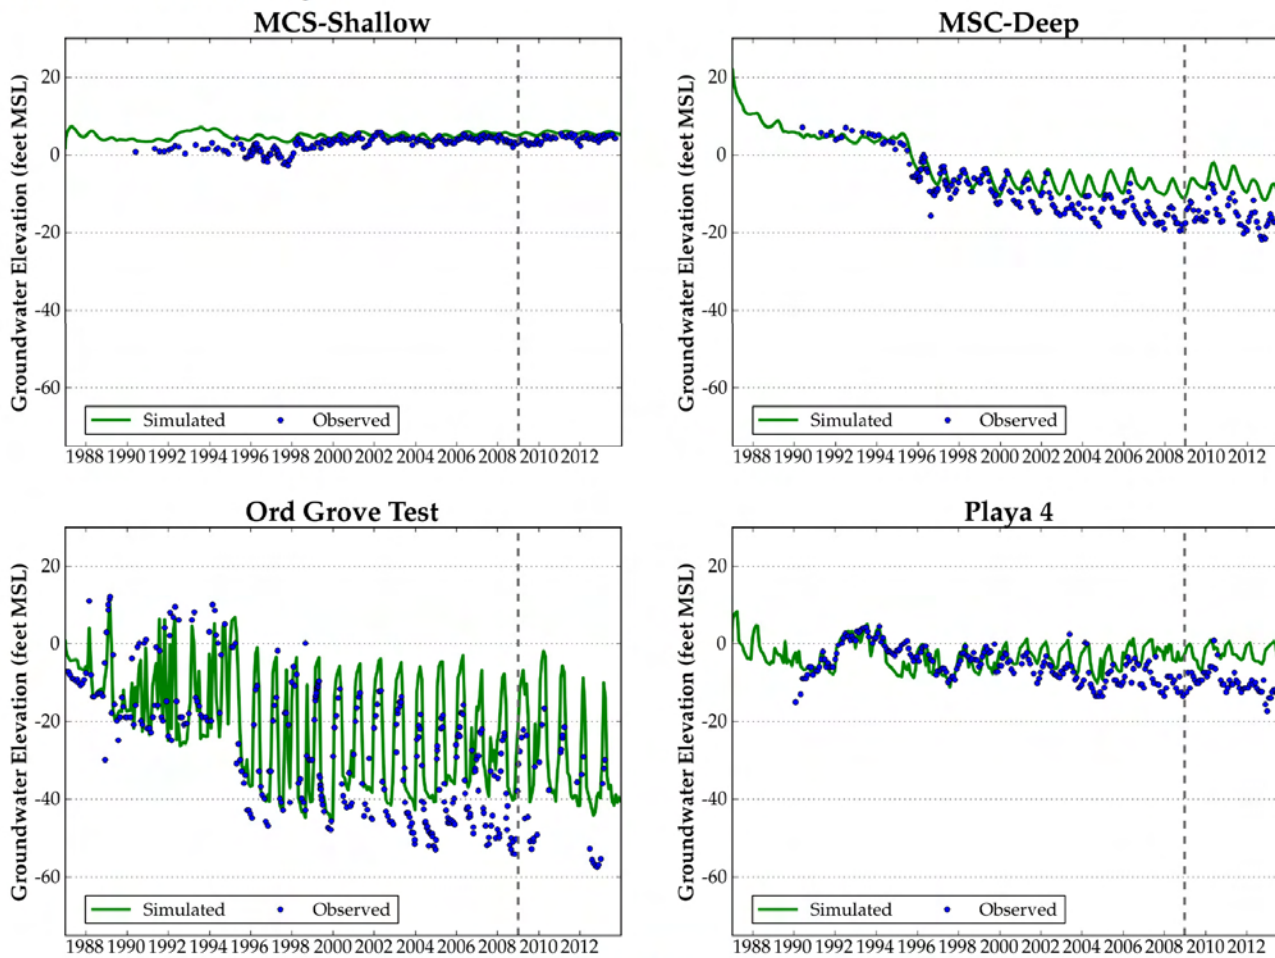 MCS-Shallow
MSC-Deep
Groundwater Elevation (feet MSL)
20
0
-20
-40
-60
Simulated Observed
1988 1990 1992 1994 1996 1998 2000 2002 2004 2006 2008 2010 2012
Groundwater Elevation (feet MSL)
20
0
-20
-40
-60
Simulated Observed
1988 1990 1992 1994 1996 1998 2000 2002 2004 2006 2008 2010 2012
Ord Grove Test
Playa 4
Groundwater Elevation (feet MSL)
20
0
-20
-40
-60
Simulated Observed
1988 1990 1992 1994 1996 1998 2000 2002 2004 2006 2008 2010 2012
Groundwater Elevation (feet MSL)
20
0
-20
-40
-60
Simulated Observed
1988 1990 1992 1994 1996 1998 2000 2002 2004 2006 2008 2010 2012